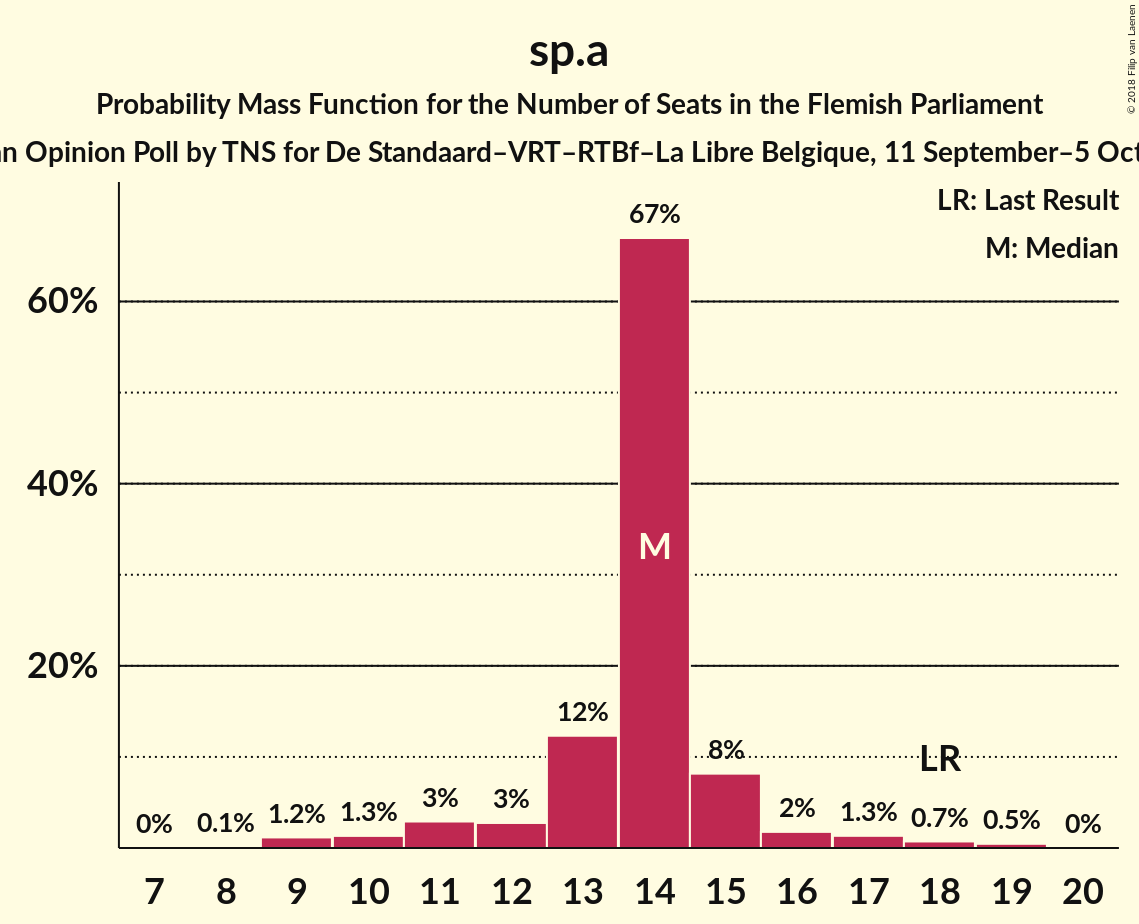 sp.a
Probability Mass Function for the Number of Seats in the Flemish Parliament
n Opinion Poll by TNS for De Standaard–VRT–RTBf–La Libre Belgique, 11 September–5 Oct
© 2018 Filip van Laenen
LR: Last Result
M: Median
60%
40%
20%
0%
0.1%
1.2%
1.3%
3%
3%
12%
67%
8%
2%
1.3%
0.7%
0.5%
0%
M
LR
7 8 9 10 11 12 13 14 15 16 17 18 19 20